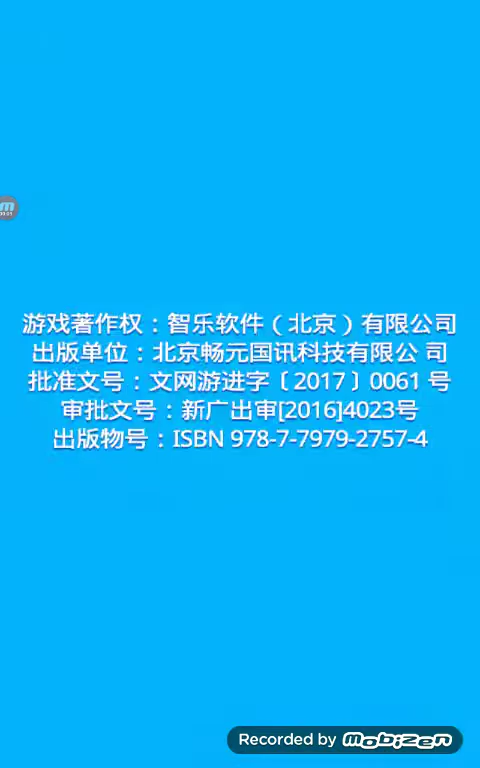 游戏著作权：智乐软件（北京）有限公司
出版单位：北京畅元国讯科技有限公 司
批准文号：文网游进字〔2017〕0061 号
审批文号：新广出审[2016]4023号
出版物号：ISBN 978-7-7979-2757-4
Recorded by mobizen